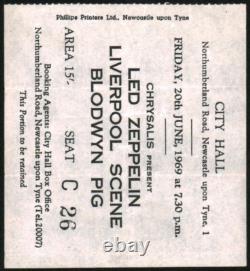 Phillips Printers Ltd., Newcastle upon Tyne
CITY HALL
Northumberland Road, Newcastle upon Tyne, 1
FRIDAY, 20th JUNE, 1969 at 7.30 p.m.
CHRYSALIS PRESENT
LED ZEPPELIN
LIVERPOOL SCENE
BLODWYN PIG
AREA 15/- SEAT C 26
Booking Agents: City Hall Box Office
Northumberland Road, Newcastle
upon Tyne (Tel. 20007)
This Portion to be retained